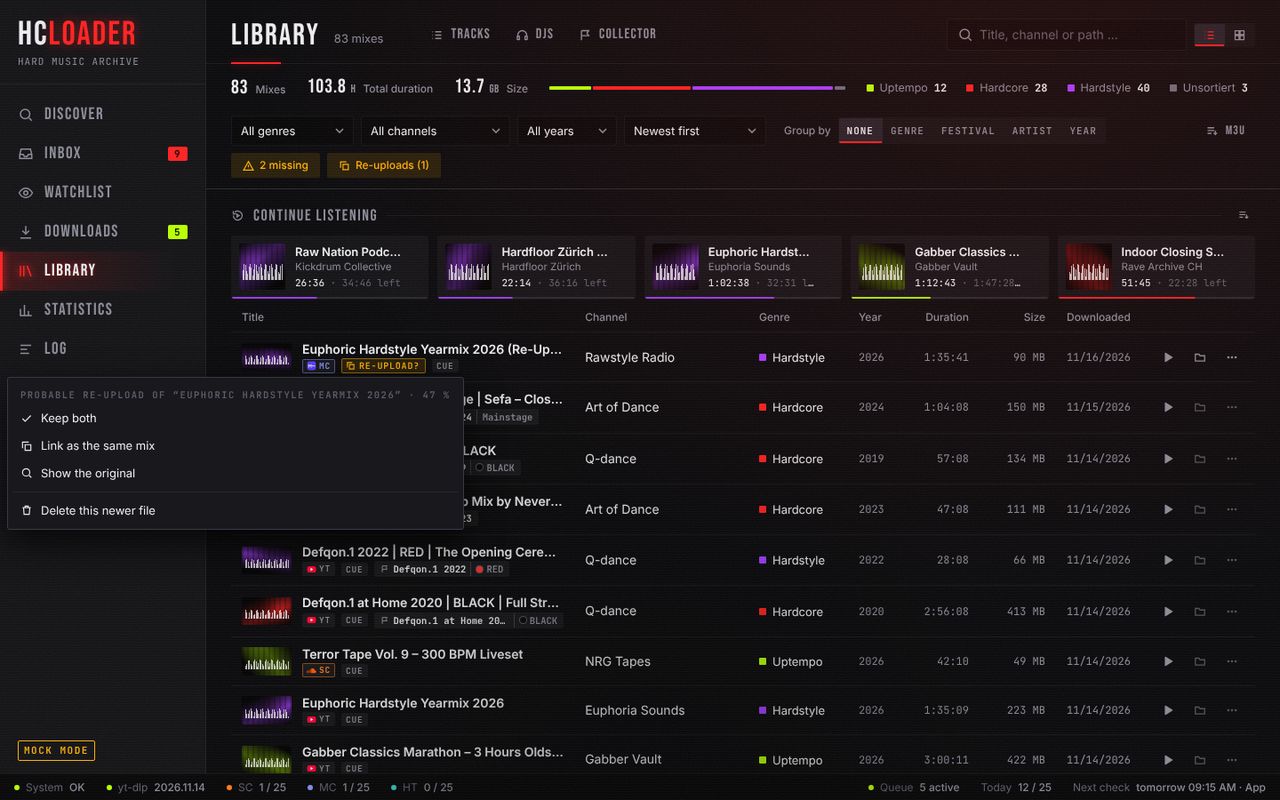 HCLOADER
HARD MUSIC ARCHIVE
DISCOVER
INBOX 9
WATCHLIST
DOWNLOADS 5
LIBRARY
STATISTICS
LOG
LIBRARY 83 mixes TRACKS DJS COLLECTOR Title, channel or path ...
83 Mixes 103.8 H Total duration 13.7 GB Size Uptempo 12 Hardcore 28 Hardstyle 40 Unsortiert 3
All genres All channels All years Newest first Group by NONE GENRE FESTIVAL ARTIST YEAR M3U
2 missing Re-uploads (1)
CONTINUE LISTENING
Raw Nation Podc...
Kickdrum Collective
26:36 · 34:46 left
Hardfloor Zürich ...
Hardfloor Zürich
22:14 · 36:16 left
Euphoric Hardst...
Euphoria Sounds
1:02:38 · 32:31 l...
Gabber Classics ...
Gabber Vault
1:12:43 · 1:47:28...
Indoor Closing S...
Rave Archive CH
51:45 · 22:28 left
Title Channel Genre Year Duration Size Downloaded
Euphoric Hardstyle Yearmix 2026 (Re-Up... Rawstyle Radio Hardstyle 2026 1:35:41 90 MB 11/16/2026
MC RE-UPLOAD? CUE
PROBABLE RE-UPLOAD OF “EUPHORIC HARDSTYLE YEARMIX 2026” · 47 %
Keep both
Link as the same mix
Show the original
Delete this newer file
| Sefa – Clos... Art of Dance Hardcore 2024 1:04:08 150 MB 11/15/2026
Mainstage
LACK Q-dance Hardcore 2019 57:08 134 MB 11/14/2026
BLACK
Mix by Never... Art of Dance Hardcore 2023 47:08 111 MB 11/14/2026
23
Defqon.1 2022 | RED | The Opening Cere... Q-dance Hardstyle 2022 28:08 66 MB 11/14/2026
YT CUE Defqon.1 2022 RED
Defqon.1 at Home 2020 | BLACK | Full Str... Q-dance Hardcore 2020 2:56:08 413 MB 11/14/2026
YT CUE Defqon.1 at Home 20... BLACK
Terror Tape Vol. 9 – 300 BPM Liveset NRG Tapes Uptempo 2026 42:10 49 MB 11/14/2026
SC CUE
Euphoric Hardstyle Yearmix 2026 Euphoria Sounds Hardstyle 2026 1:35:09 223 MB 11/14/2026
YT CUE
Gabber Classics Marathon – 3 Hours Olds... Gabber Vault Uptempo 2026 3:00:11 422 MB 11/14/2026
YT CUE
MOCK MODE
System OK yt-dlp 2026.11.14 SC 1 / 25 MC 1 / 25 HT 0 / 25 Queue 5 active Today 12 / 25 Next check tomorrow 09:15 AM · App